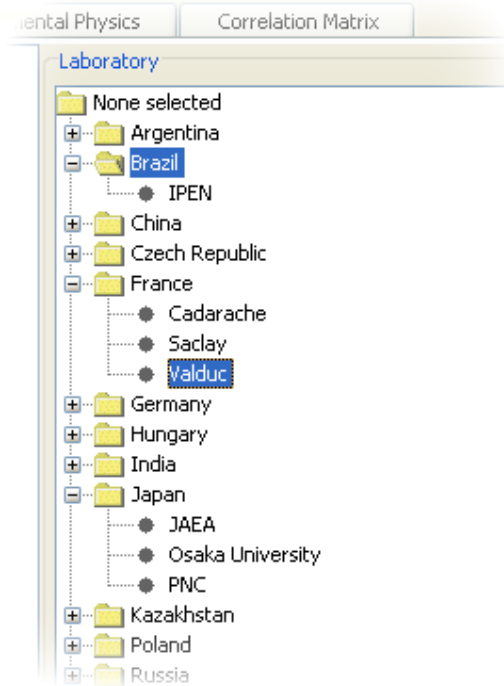 ental Physics Correlation Matrix
Laboratory
None selected
Argentina
Brazil
IPEN
China
Czech Republic
France
Cadarache
Saclay
Valduc
Germany
Hungary
India
Japan
JAEA
Osaka University
PNC
Kazakhstan
Poland
Russia